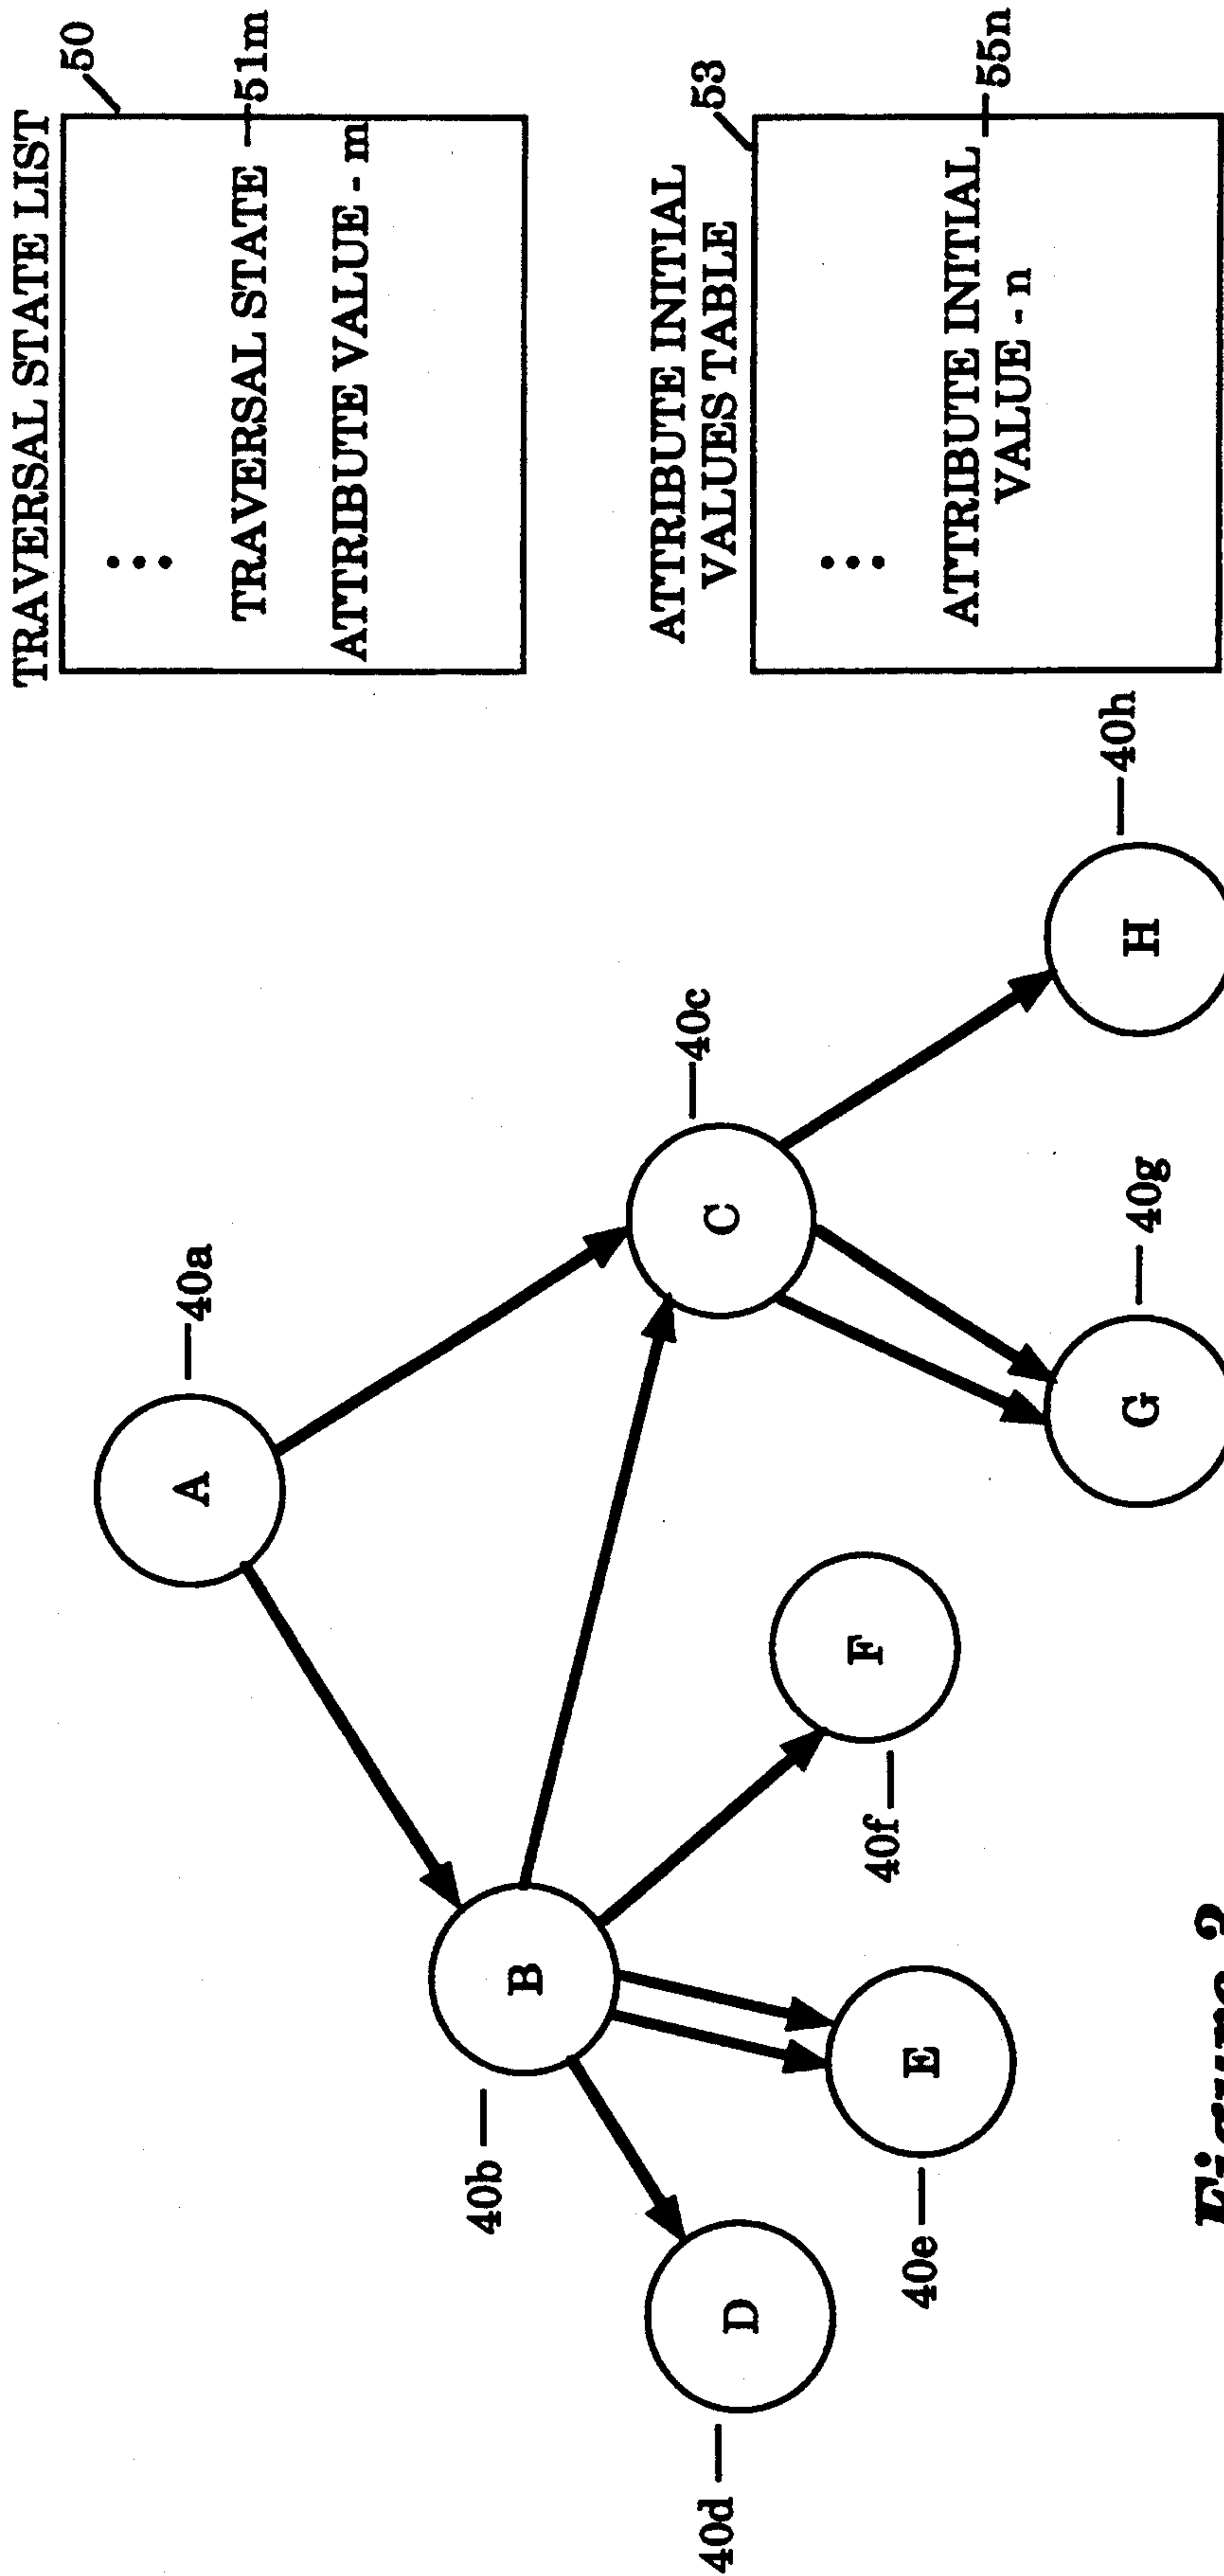 TRAVERSAL STATE LIST
50
TRAVERSAL STATE
51m
ATTRIBUTE VALUE - m
ATTRIBUTE INITIAL
VALUES TABLE
53
ATTRIBUTE INITIAL
VALUE - n
55n
A
40a
B
40b
C
40c
D
40d
E
40e
F
40f
G
40g
H
40h
Figure